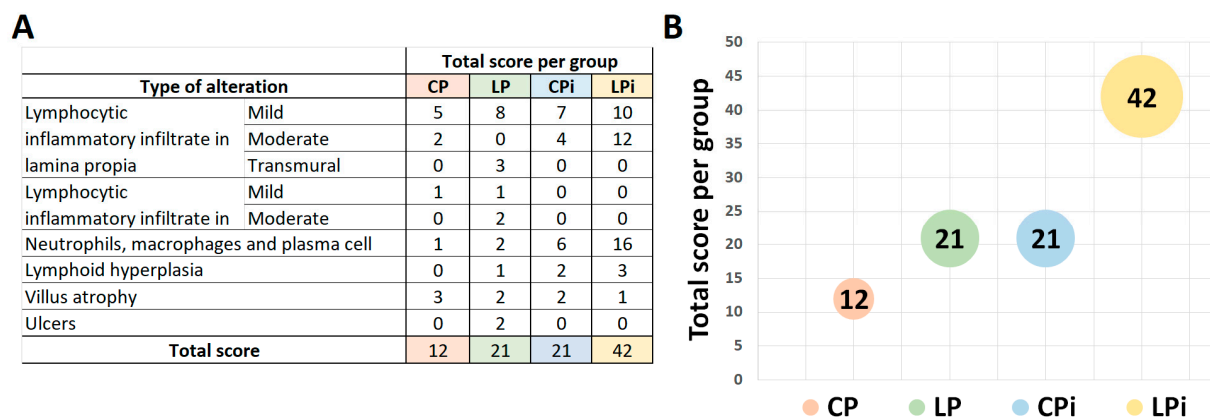 A
Total score per group
Type of alteration CP LP CPi LPi
Lymphocytic Mild 5 8 7 10
inflammatory infiltrate in Moderate 2 0 4 12
lamina propia Transmural 0 3 0 0
Lymphocytic Mild 1 1 0 0
inflammatory infiltrate in Moderate 0 2 0 0
Neutrophils, macrophages and plasma cell 1 2 6 16
Lymphoid hyperplasia 0 1 2 3
Villus atrophy 3 2 2 1
Ulcers 0 2 0 0
Total score 12 21 21 42
B
Total score per group
50
45
40
35
30
25
20
15
10
5
0
42
21 21
12
CP LP CPi LPi